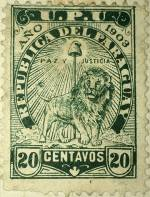 U.P.U.
AÑO 1903
REPUBLICA DEL PARAGUAY
PAZ Y JUSTICIA
20 CENTAVOS 20